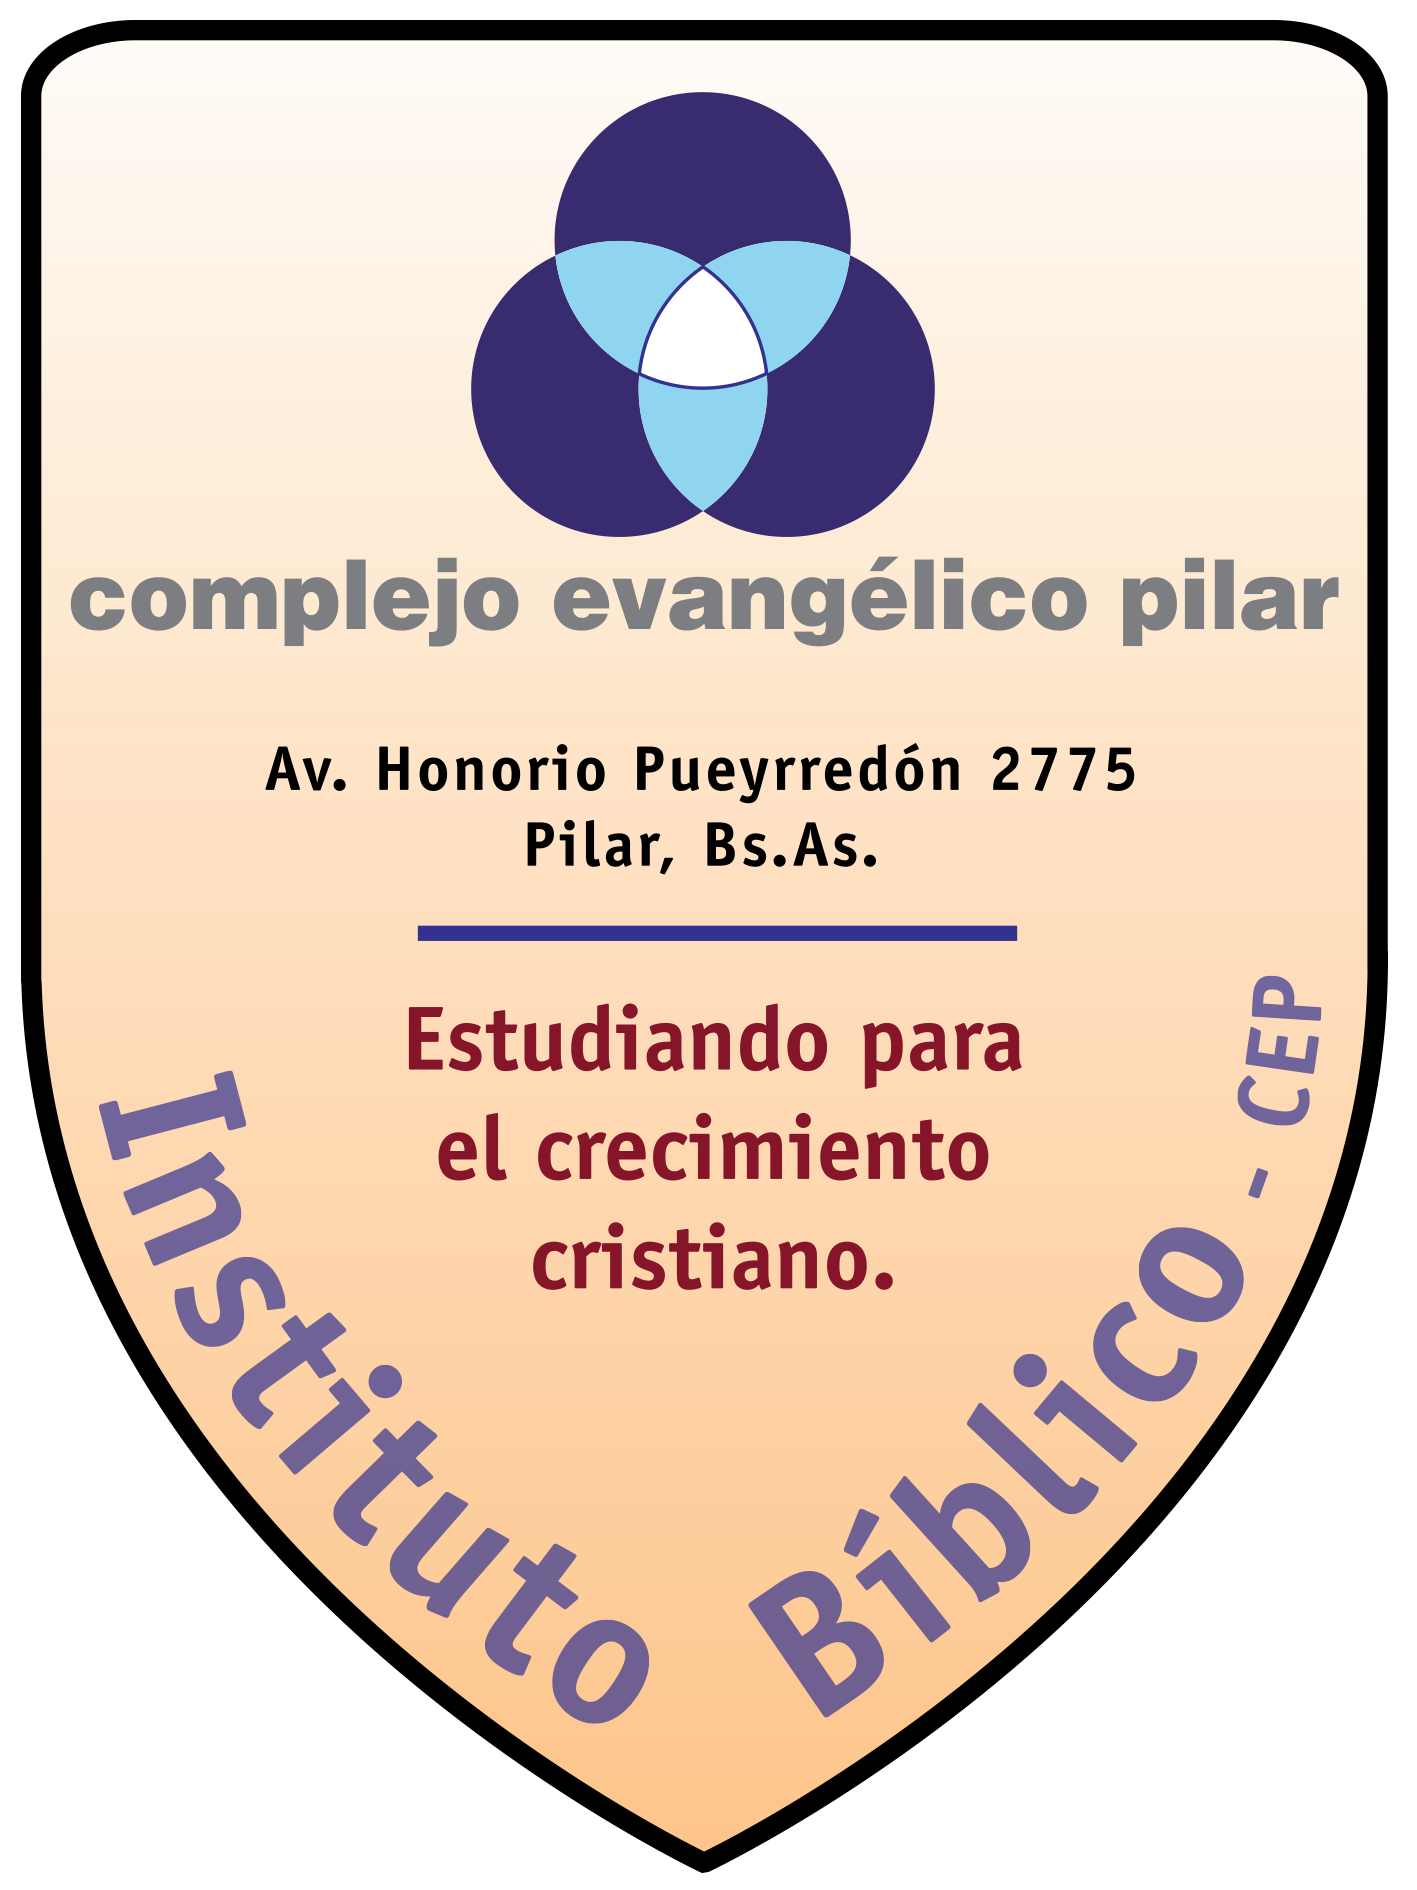 complejo evangélico pilar
Av. Honorio Pueyrredón 2775
Pilar, Bs.As.
Estudiando para
el crecimiento
cristiano.
Instituto Bíblico - CEP